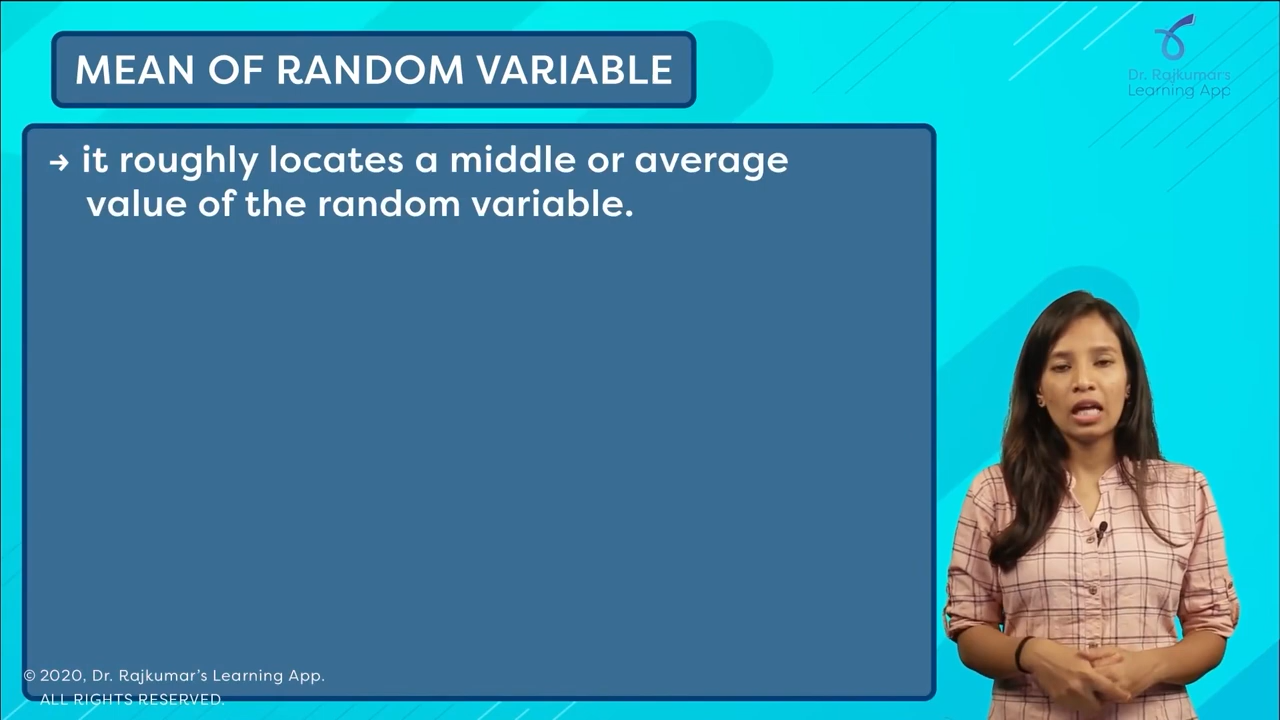 MEAN OF RANDOM VARIABLE
Dr. Rajkumar's
Learning App
→ it roughly locates a middle or average
value of the random variable.
© 2020, Dr. Rajkumar's Learning App.
ALL RIGHTS RESERVED.